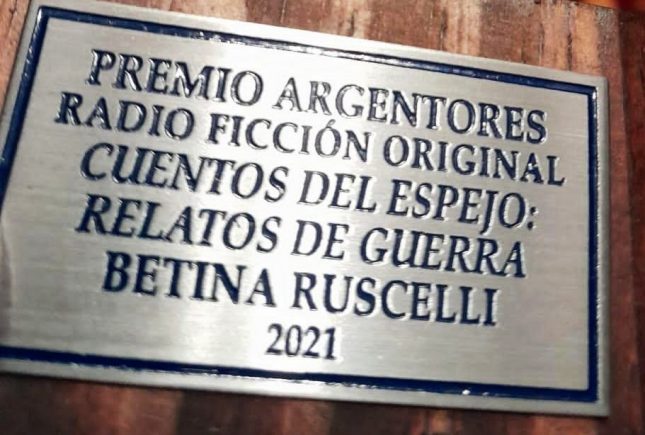 PREMIO ARGENTORES
RADIO FICCIÓN ORIGINAL
CUENTOS DEL ESPEJO:
RELATOS DE GUERRA
BETINA RUSCELLI
2021